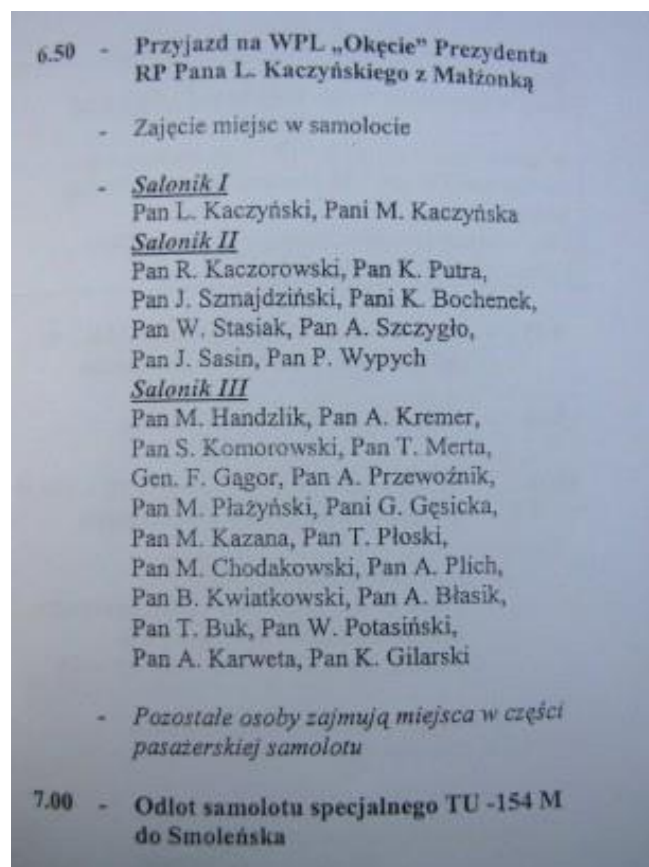 6.50 - Przyjazd na WPL „Okęcie” Prezydenta
RP Pana L. Kaczyńskiego z Małżonką
- Zajęcie miejsc w samolocie
- Salonik I
Pan L. Kaczyński, Pani M. Kaczyńska
Salonik II
Pan R. Kaczorowski, Pan K. Putra,
Pan J. Szmajdziński, Pani K. Bochenek,
Pan W. Stasiak, Pan A. Szczygło,
Pan J. Sasin, Pan P. Wypych
Salonik III
Pan M. Handzlik, Pan A. Kremer,
Pan S. Komorowski, Pan T. Merta,
Gen. F. Gągor, Pan A. Przewoźnik,
Pan M. Płażyński, Pani G. Gęsicka,
Pan M. Kazana, Pan T. Płoski,
Pan M. Chodakowski, Pan A. Plich,
Pan B. Kwiatkowski, Pan A. Błasik,
Pan T. Buk, Pan W. Potasiński,
Pan A. Karweta, Pan K. Gilarski
- Pozostałe osoby zajmują miejsca w części
pasażerskiej samolotu
7.00 - Odlot samolotu specjalnego TU -154 M
do Smoleńska